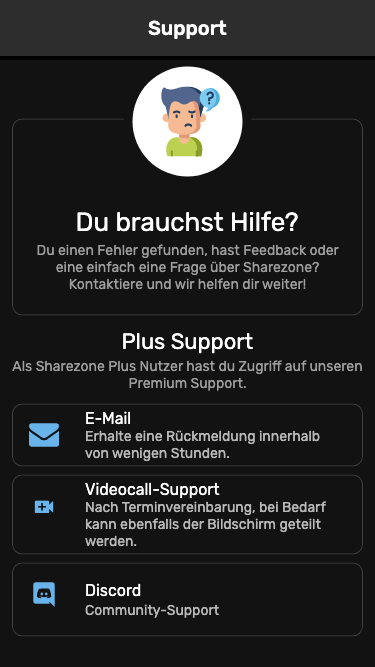 Support
?
Du brauchst Hilfe?
Du einen Fehler gefunden, hast Feedback oder
eine einfach eine Frage über Sharezone?
Kontaktiere und wir helfen dir weiter!
Plus Support
Als Sharezone Plus Nutzer hast du Zugriff auf unseren
Premium Support.
E-Mail
Erhalte eine Rückmeldung innerhalb
von wenigen Stunden.
Videocall-Support
Nach Terminvereinbarung, bei Bedarf
kann ebenfalls der Bildschirm geteilt
werden.
Discord
Community-Support